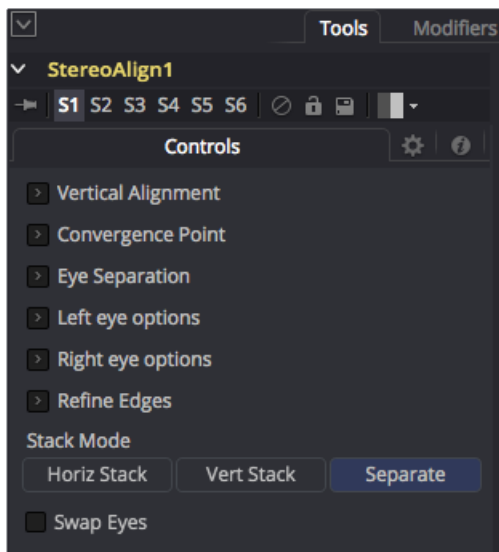 Tools Modifiers
StereoAlign1
S1 S2 S3 S4 S5 S6
Controls
Vertical Alignment
Convergence Point
Eye Separation
Left eye options
Right eye options
Refine Edges
Stack Mode
Horiz Stack Vert Stack Separate
Swap Eyes